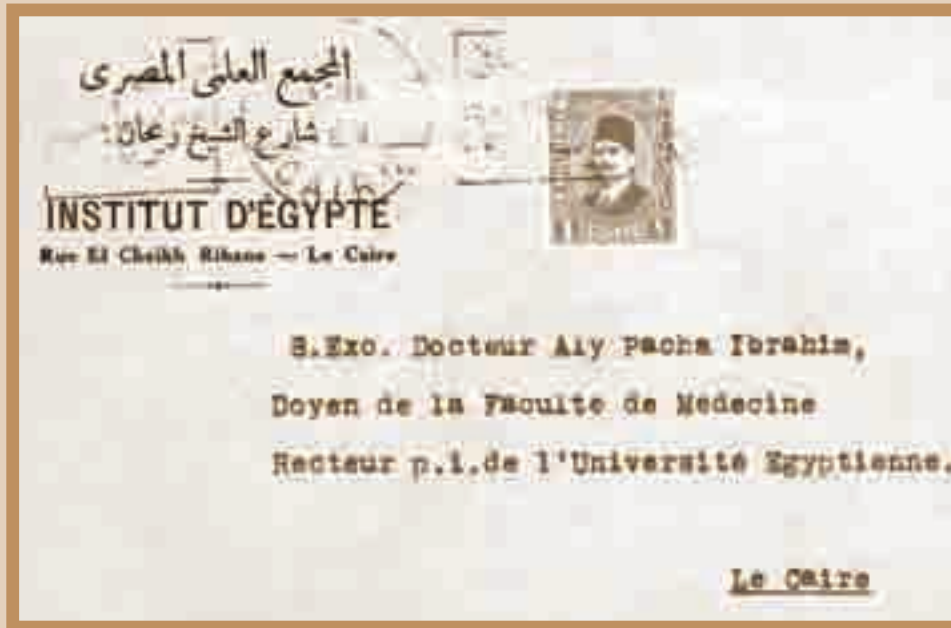 المجمع العلمى المصرى
شارع الشيخ ريحان
INSTITUT D'ÉGYPTE
Rue El Cheikh Rihane — Le Caire
S.Exc. Docteur Aly Pacha Ibrahim,
Doyen de la Faculte de Medecine
Recteur p.i.de l'Université Egyptienne.
Le Caire